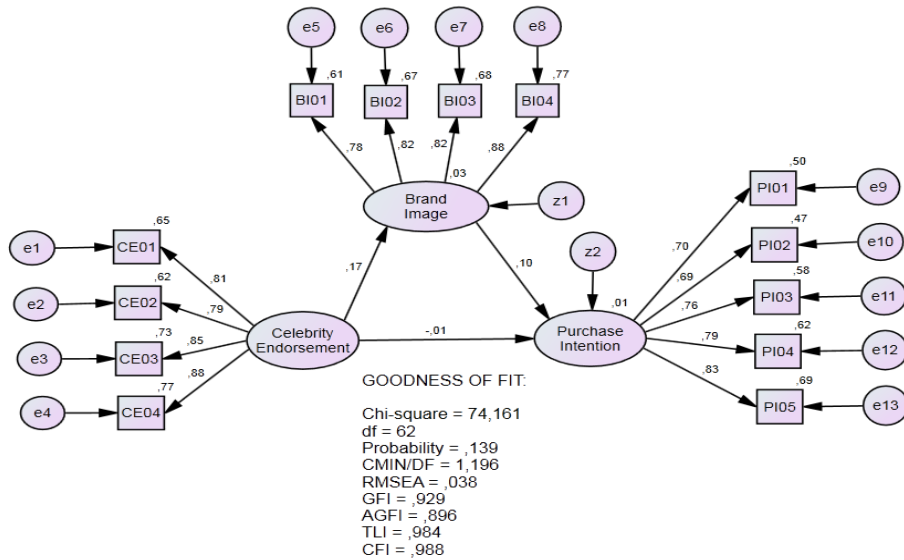 e5
e6
e7
e8
,61
,67
,68
,77
BI01
BI02
BI03
BI04
,78
,82
,82
,88
,03
Brand
Image
z1
,50
PI01
e9
,65
e1
CE01
z2
,70
,47
PI02
e10
,81
,17
,10
,69
,62
e2
CE02
,79
,01
,58
PI03
e11
,76
,73
e3
CE03
,85
Celebrity
Endorsement
-,01
Purchase
Intention
,79
,62
PI04
e12
,88
,77
e4
CE04
,83
,69
PI05
e13
GOODNESS OF FIT:
Chi-square = 74,161
df = 62
Probability = ,139
CMIN/DF = 1,196
RMSEA = ,038
GFI = ,929
AGFI = ,896
TLI = ,984
CFI = ,988